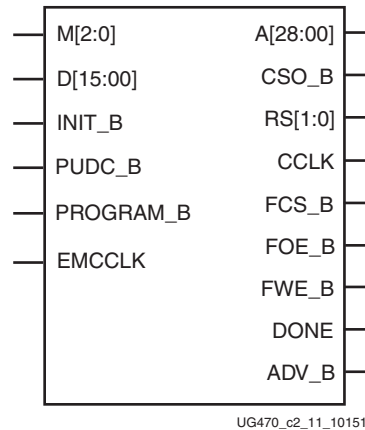 M[2:0]
D[15:00]
INIT_B
PUDC_B
PROGRAM_B
EMCCLK
A[28:00]
CSO_B
RS[1:0]
CCLK
FCS_B
FOE_B
FWE_B
DONE
ADV_B
UG470_c2_11_10151